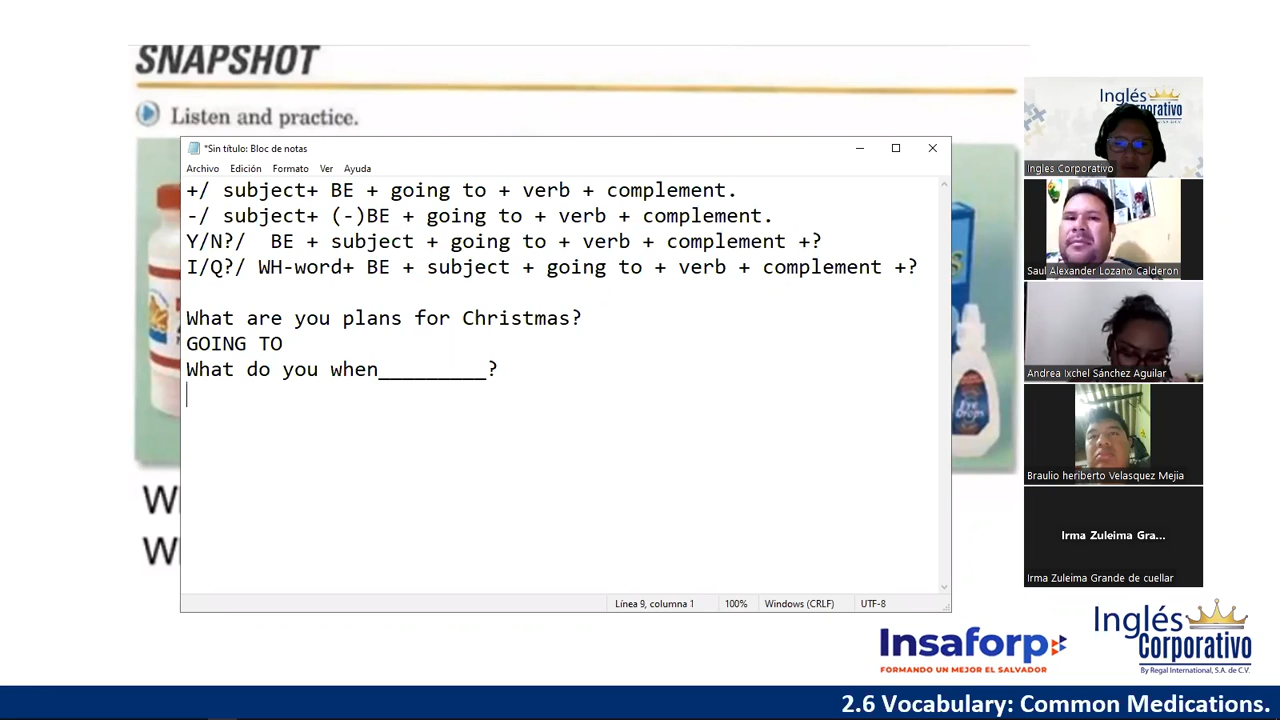 SNAPSHOT
Listen and practice.
*Sin título: Bloc de notas
Archivo Edición Formato Ver Ayuda
+/ subject+ BE + going to + verb + complement.
-/ subject+ (-)BE + going to + verb + complement.
Y/N?/ BE + subject + going to + verb + complement +?
I/Q?/ WH-word+ BE + subject + going to + verb + complement +?
What are you plans for Christmas?
GOING TO
What do you when_________?
Línea 9, columna 1 100% Windows (CRLF) UTF-8
Inglés
Corporativo
Ingles Corporativo
Saul Alexander Lozano Calderon
Andrea Ixchel Sánchez Aguilar
Braulio heriberto Velasquez Mejia
Irma Zuleima Gra...
Irma Zuleima Grande de cuellar
Eye
Drops
Insaforp
FORMANDO UN MEJOR EL SALVADOR
Inglés
Corporativo
By Regal International, S.A. de C.V.
2.6 Vocabulary: Common Medications.